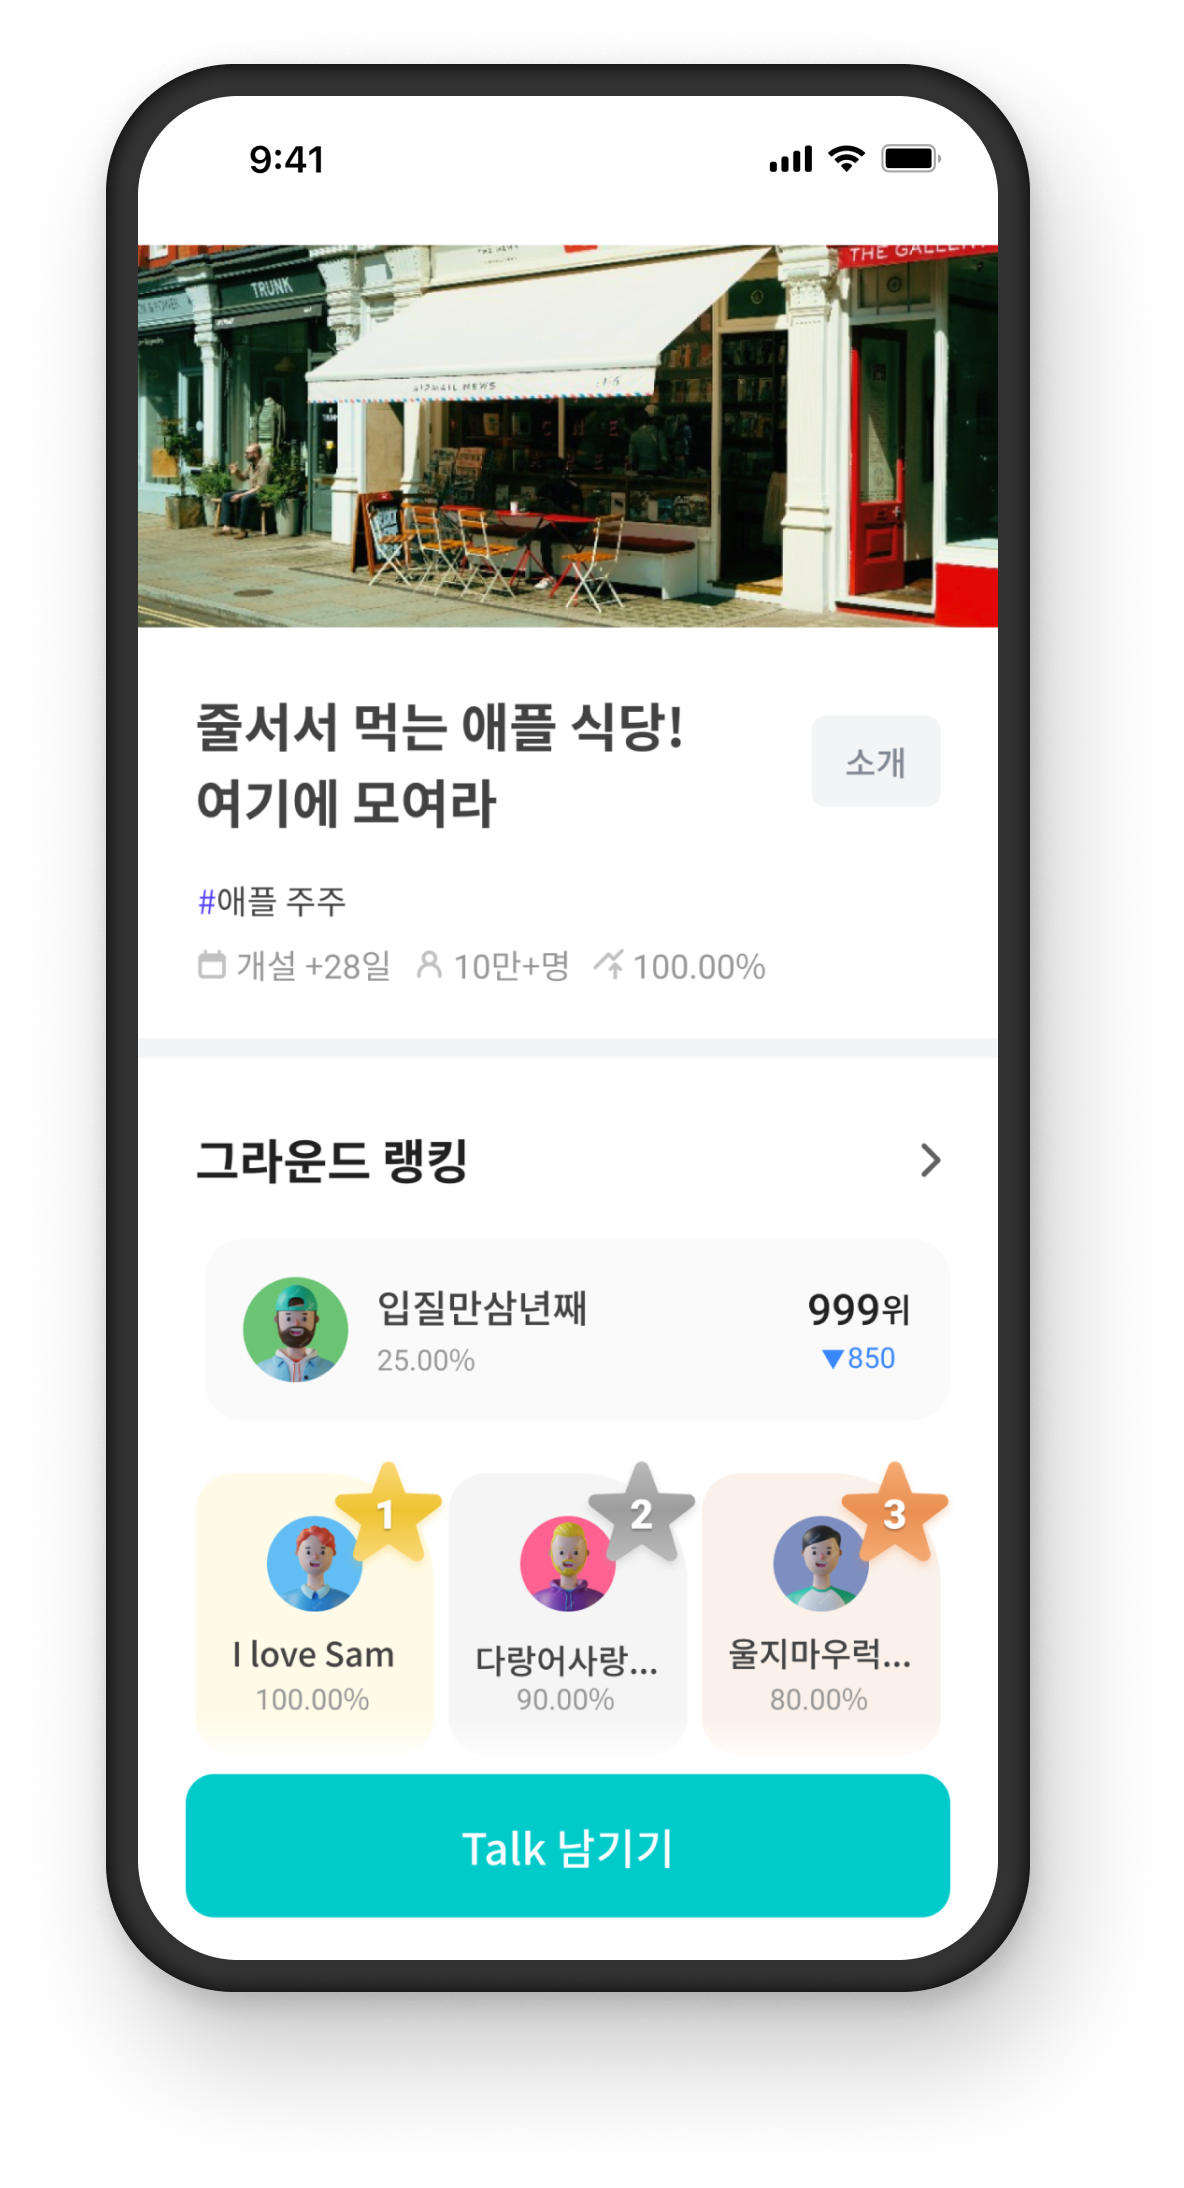 9:41
TRUNK
THE GALLERY
AIRMAIL NEWS
줄서서 먹는 애플 식당!
여기에 모여라
소개
#애플 주주
개설 +28일 10만+명 100.00%
그라운드 랭킹
입질만삼년째
25.00%
999위
▼850
1
I love Sam
100.00%
2
다랑어사랑...
90.00%
3
울지마우럭...
80.00%
Talk 남기기